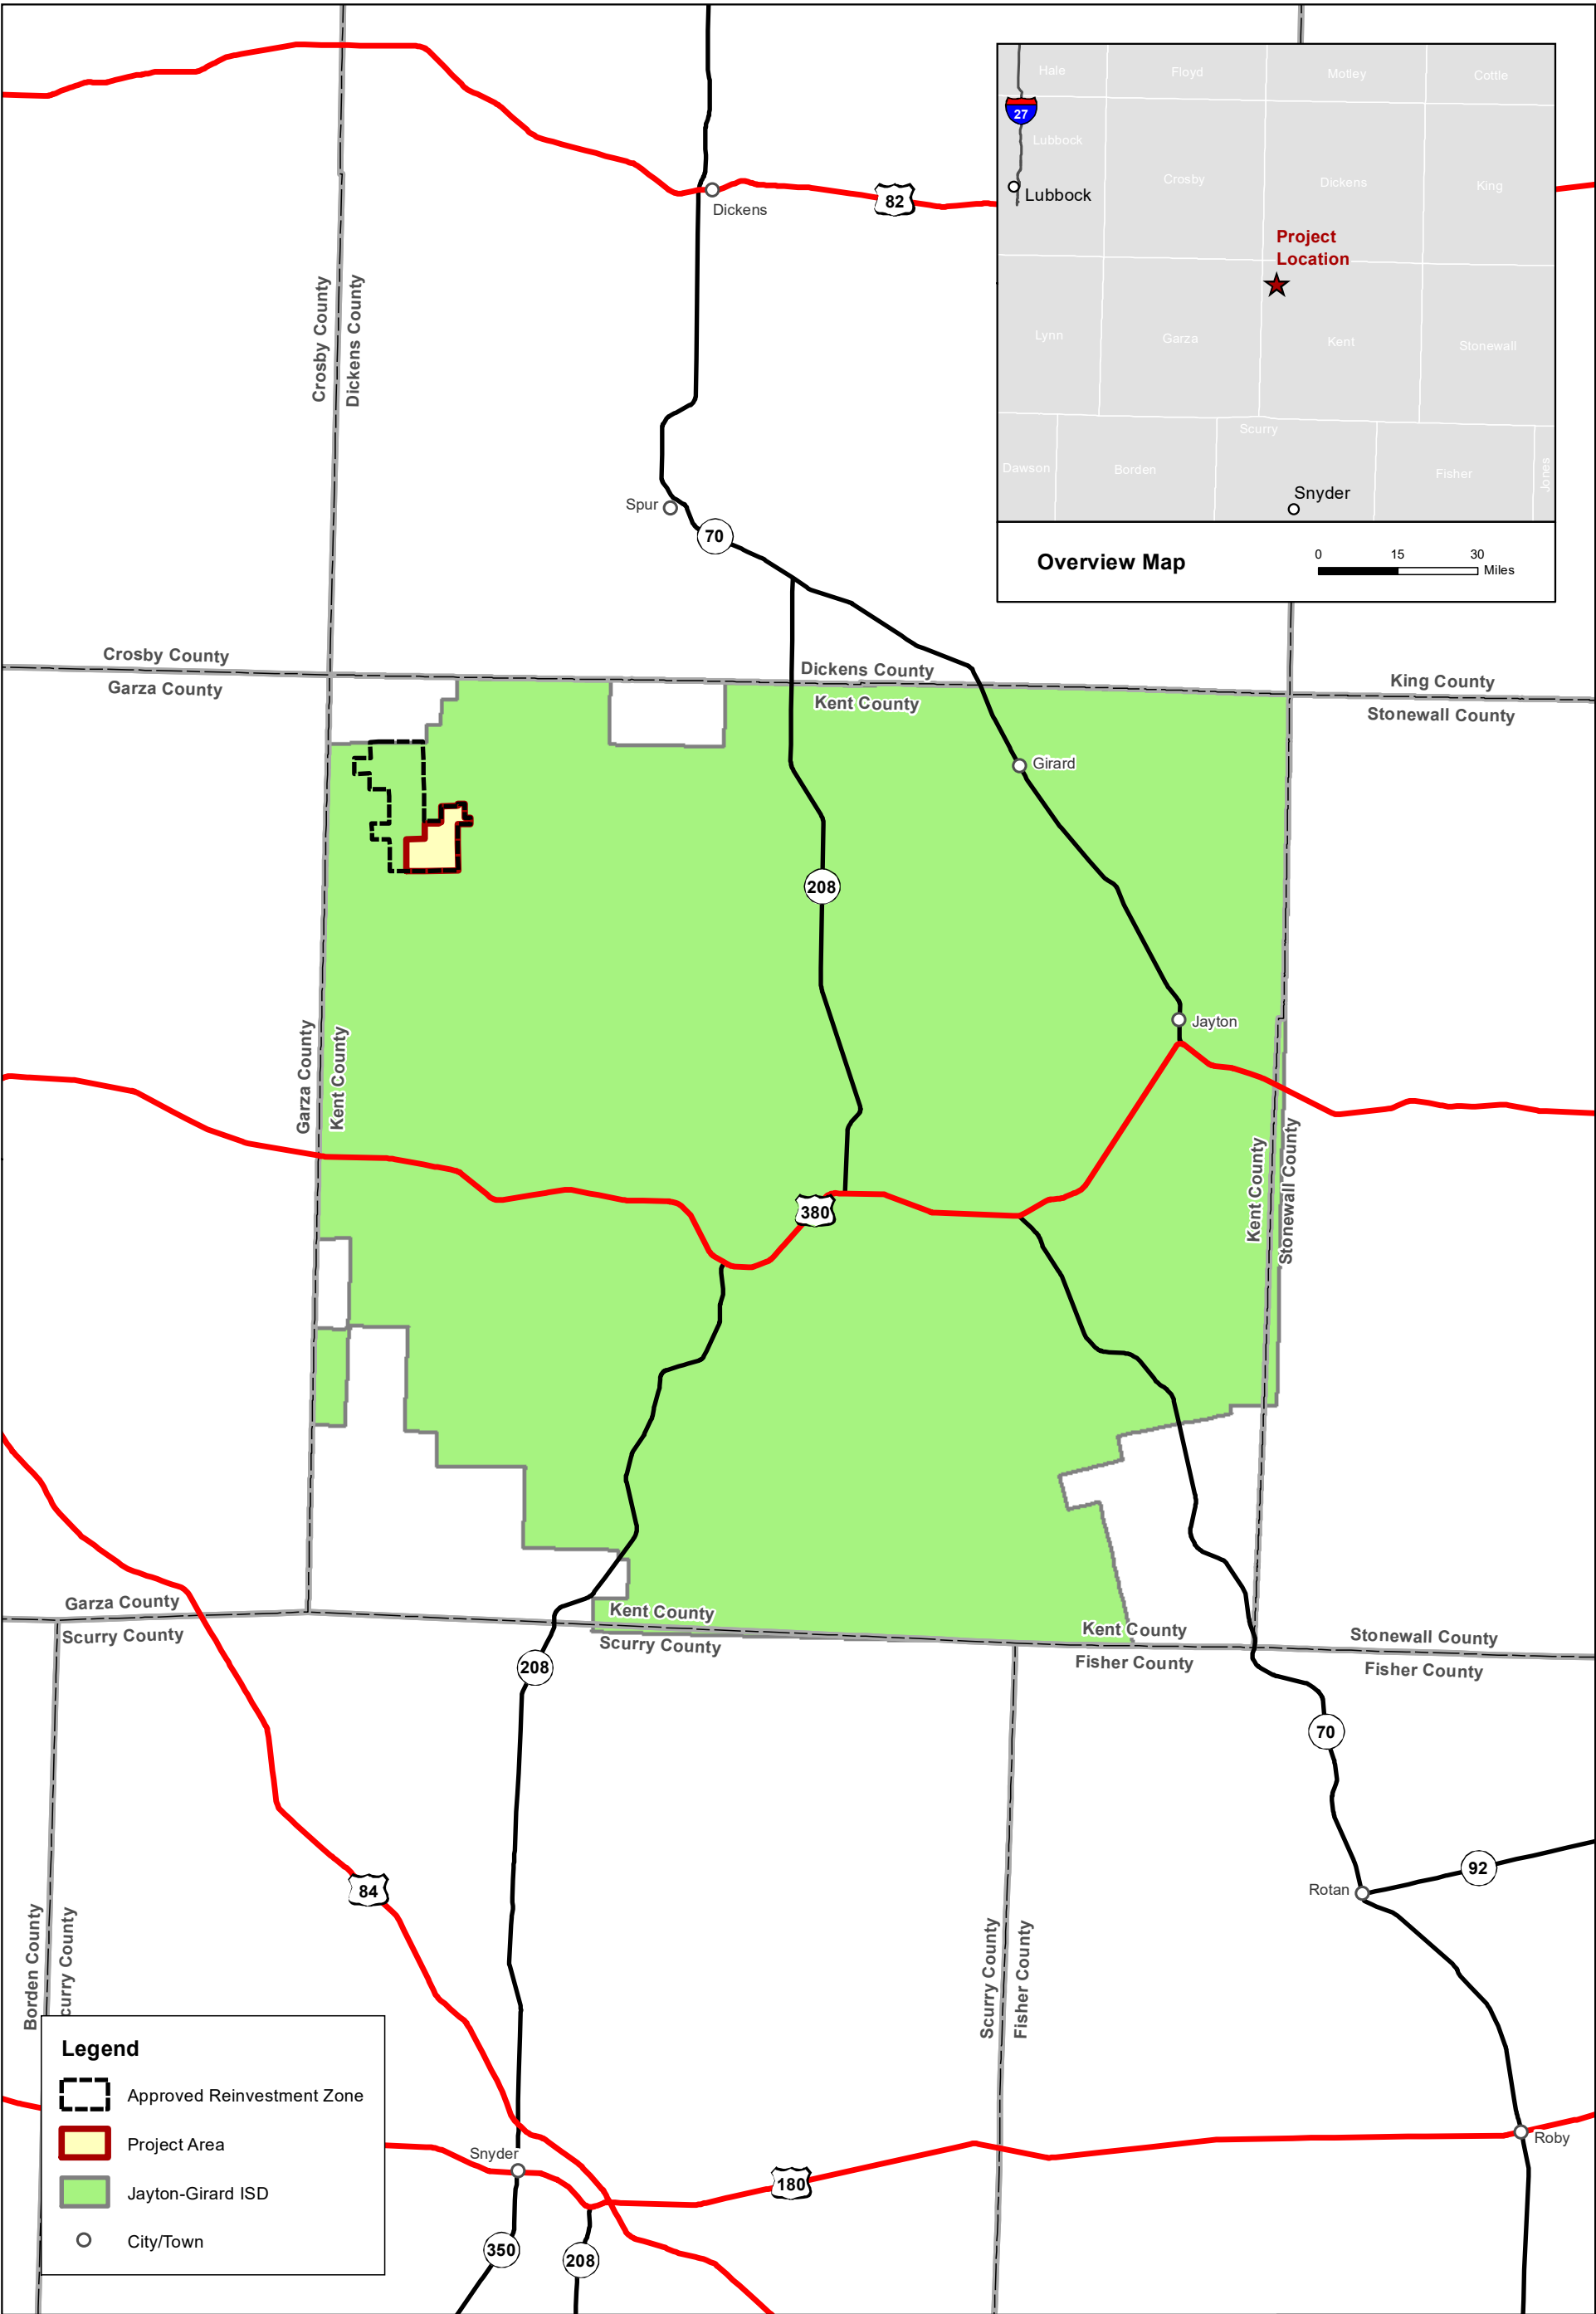 Hale
Floyd
Motley
Cottle
27
Lubbock
Crosby
Dickens
King
Lubbock
Project
Location
Lynn
Garza
Kent
Stonewall
Scurry
Dawson
Borden
Fisher
Jones
Snyder
Overview Map
0 15 30
Miles
82
Dickens
Crosby County
Dickens County
Spur
70
Crosby County
Garza County
Dickens County
Kent County
King County
Stonewall County
Girard
208
Jayton
Garza County
Kent County
Kent County
Stonewall County
380
Garza County
Scurry County
Kent County
Scurry County
Kent County
Fisher County
Stonewall County
Fisher County
208
70
84
92
Rotan
Borden County
curry County
Scurry County
Fisher County
Snyder
180
Roby
350
208
Legend
Approved Reinvestment Zone
Project Area
Jayton-Girard ISD
City/Town